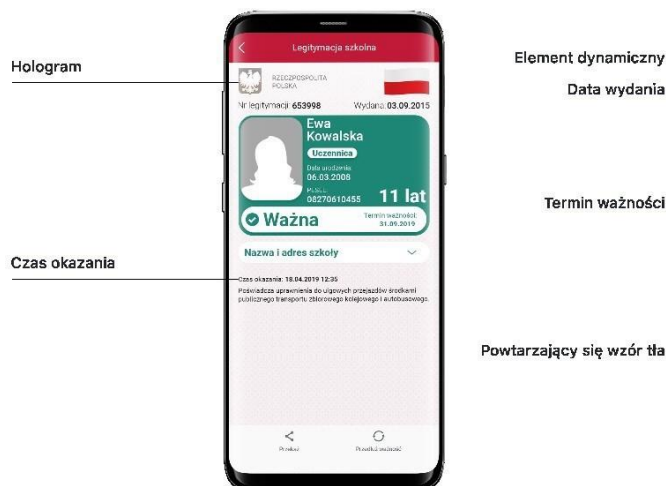 Legitymacja szkolna
Hologram
Element dynamiczny
RZECZPOSPOLITA
POLSKA
Data wydania
Nr legitymacji: 653998
Wydana: 03.09.2015
Ewa
Kowalska
Uczennica
Data urodzenia:
06.03.2008
PESEL:
08270610455
11 lat
Ważna
Termin ważności:
31.09.2019
Termin ważności
Nazwa i adres szkoły
Czas okazania
Czas okazania: 18.04.2019 12:35
Poświadcza uprawnienia do ulgowych przejazdów środkami
publicznego transportu zbiorowego kolejowego i autobusowego.
Powtarzający się wzór tła
Przekaż
Przedłuż ważność